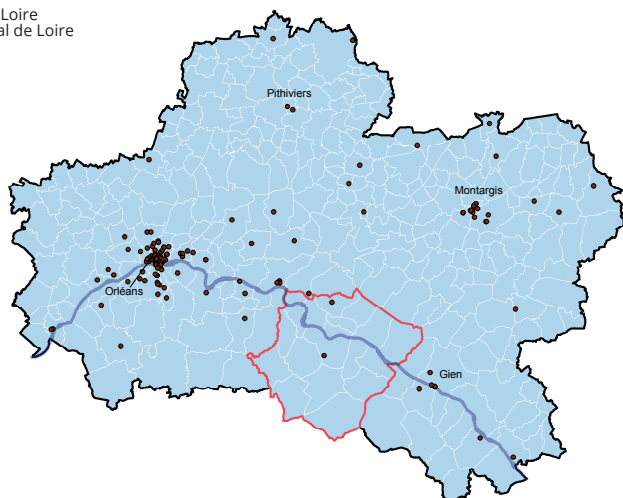 Loire
al de Loire
Pithiviers
Montargis
Orléans
Gien